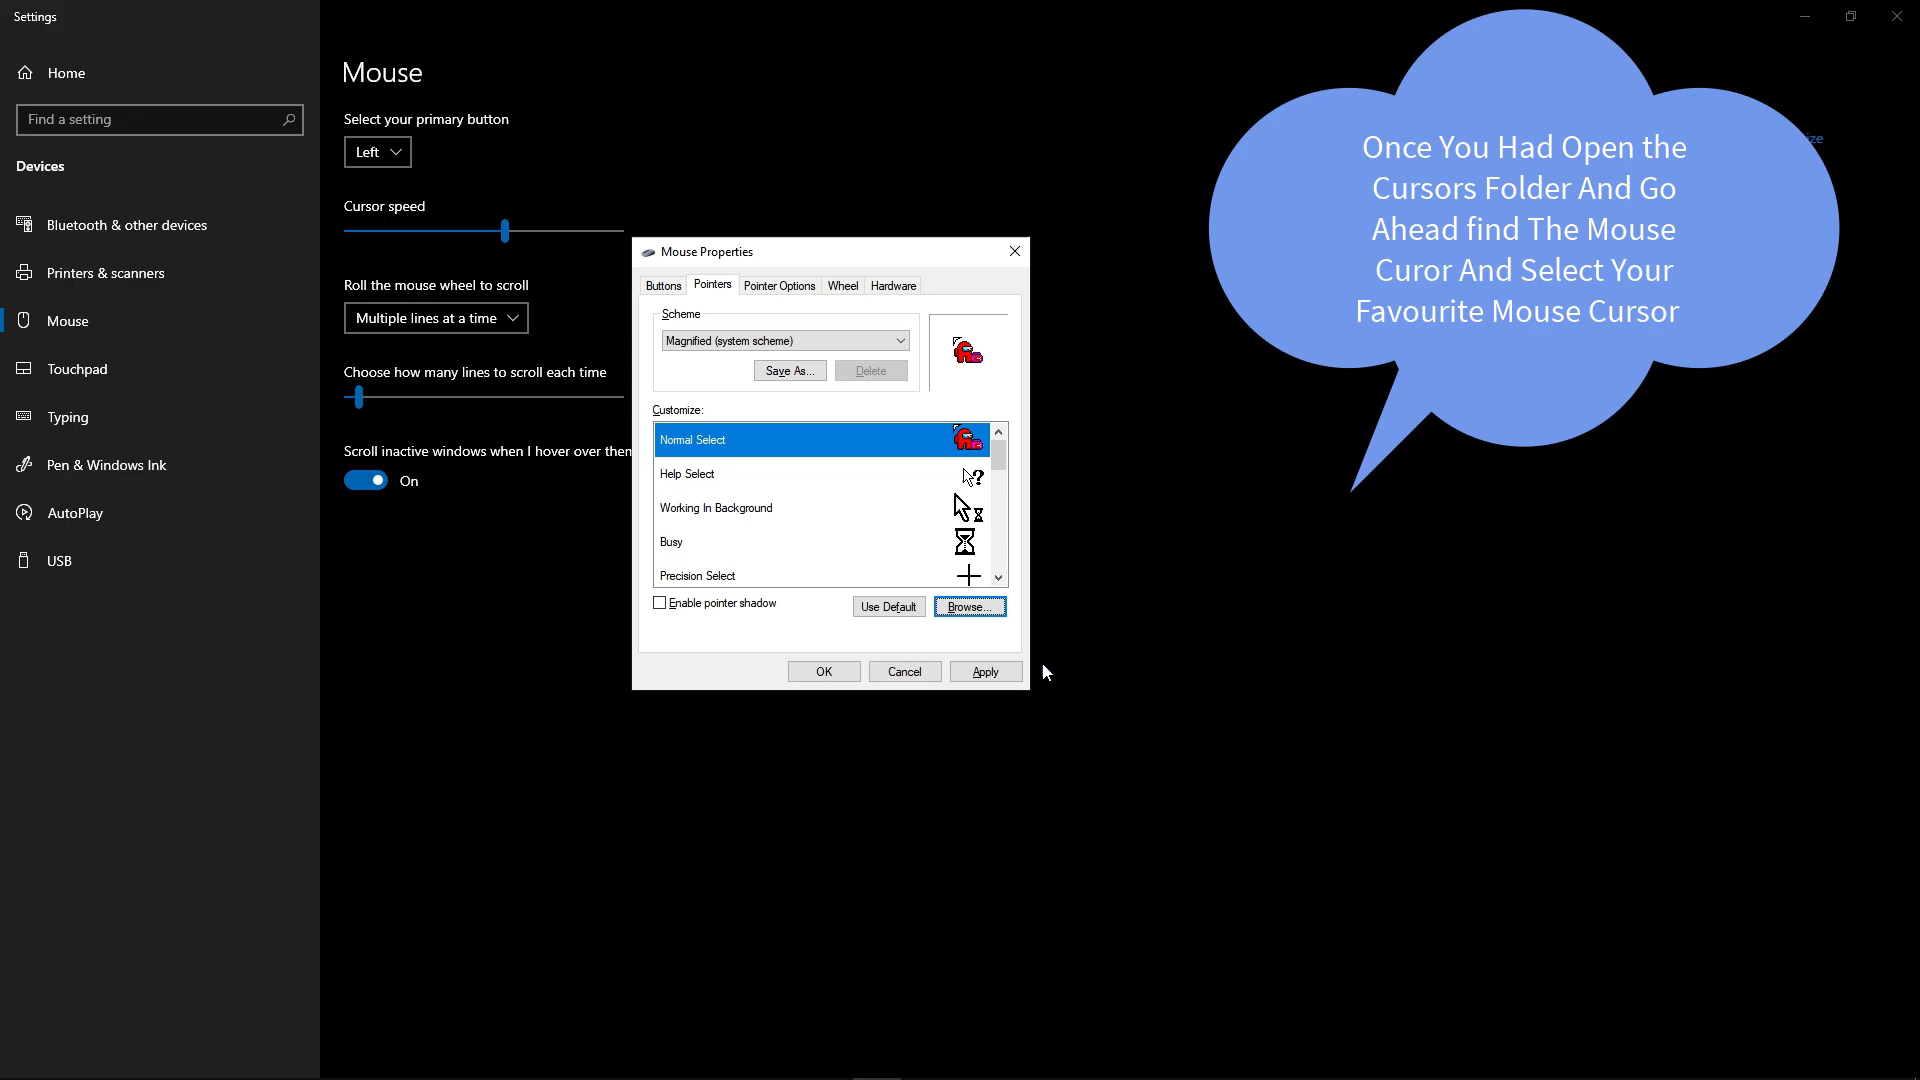 Settings
Home
Find a setting
Devices
Bluetooth & other devices
Printers & scanners
Mouse
Touchpad
Typing
Pen & Windows Ink
AutoPlay
USB
Mouse
Select your primary button
Left
Cursor speed
Roll the mouse wheel to scroll
Multiple lines at a time
Choose how many lines to scroll each time
Scroll inactive windows when I hover over
On
Mouse Properties
Buttons Pointers Pointer Options Wheel Hardware
Scheme
Magnified (system scheme)
Save As... Delete
Customize:
Normal Select
Help Select
Working In Background
Busy
Precision Select
Enable pointer shadow
Use Default Browse...
OK Cancel Apply
Once You Had Open the
Cursors Folder And Go
Ahead find The Mouse
Curor And Select Your
Favourite Mouse Cursor